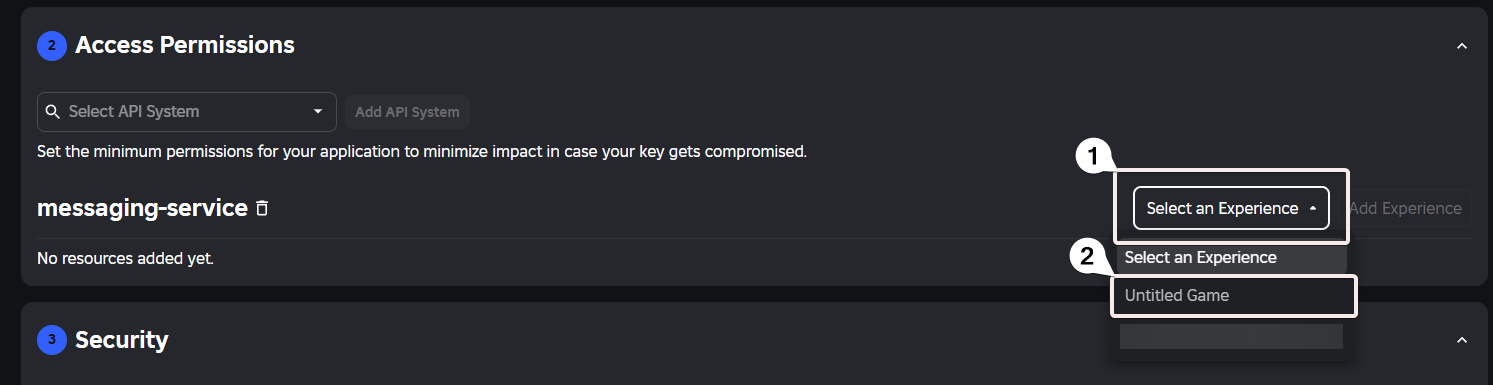 2 Access Permissions
Select API System Add API System
Set the minimum permissions for your application to minimize impact in case your key gets compromised.
1
messaging-service Select an Experience Add Experience
No resources added yet.
2
Select an Experience
Untitled Game
3 Security